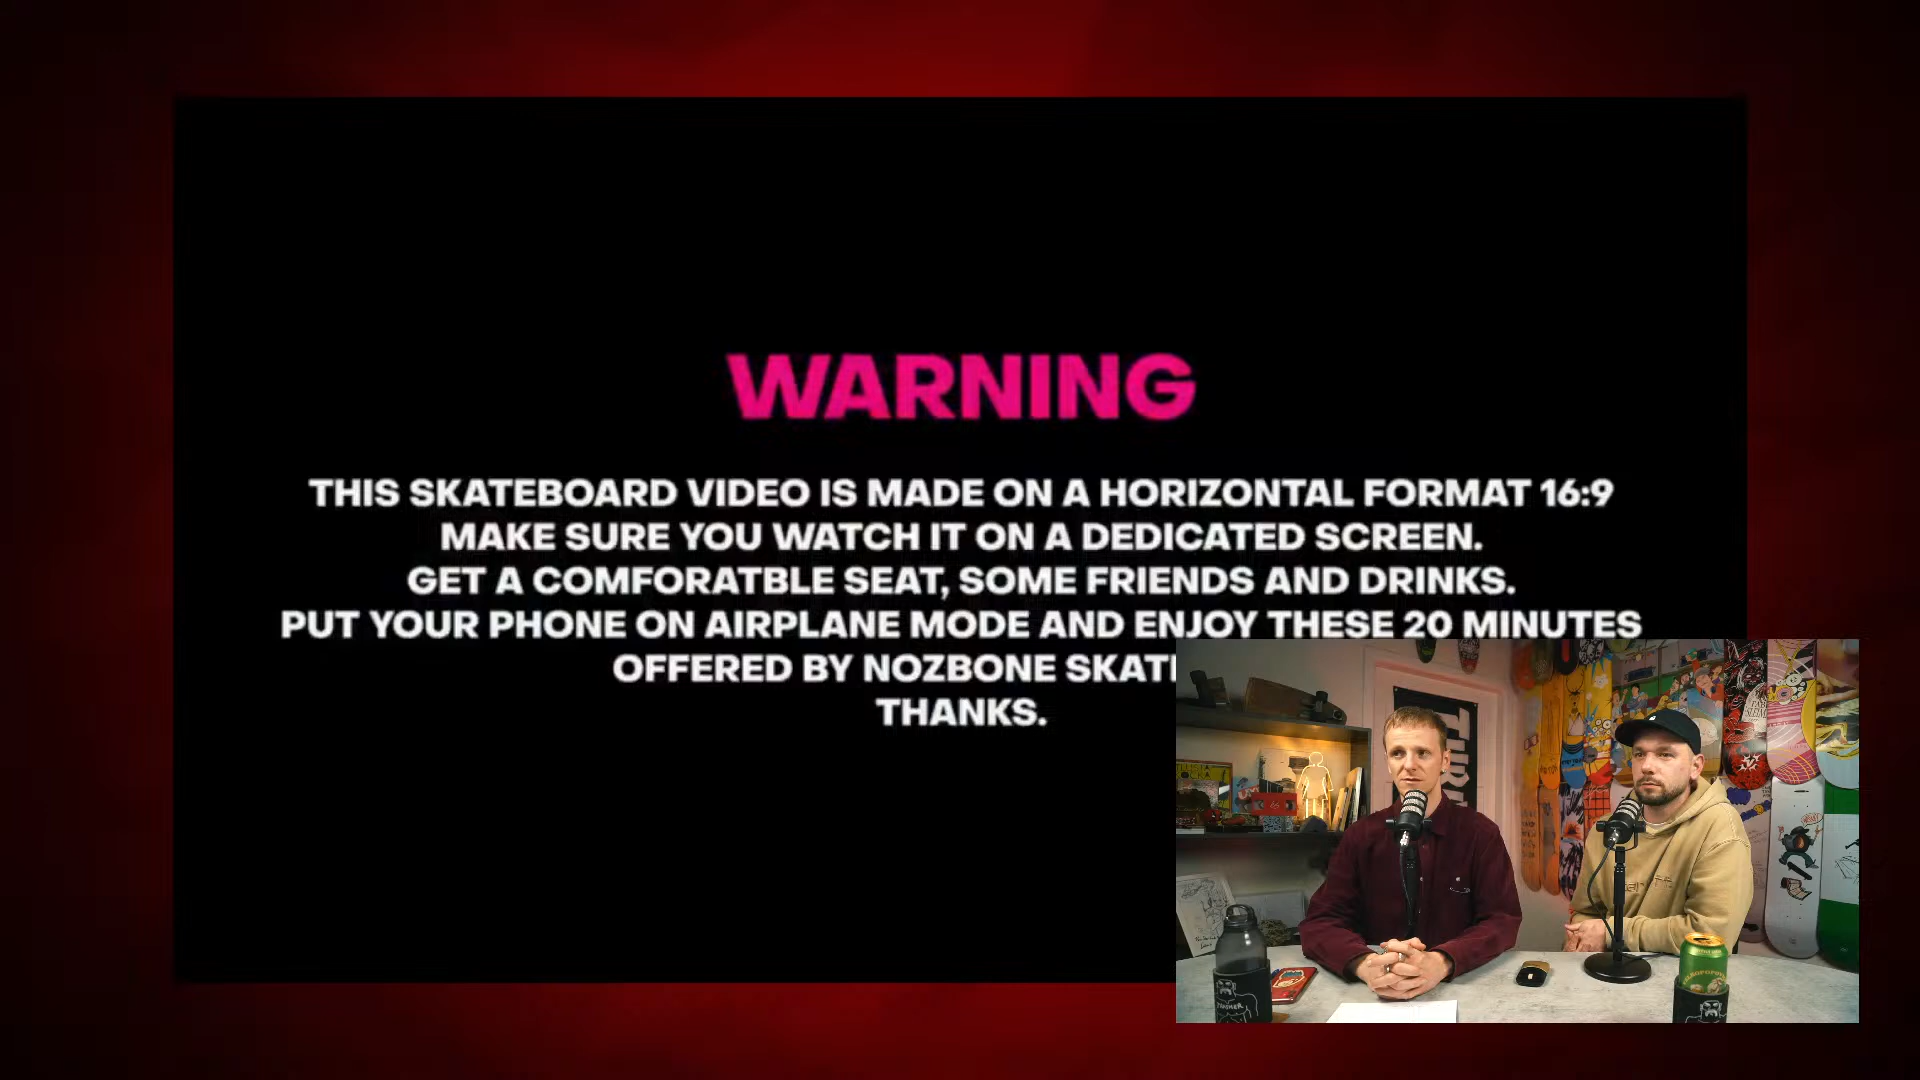 WARNING
THIS SKATEBOARD VIDEO IS MADE ON A HORIZONTAL FORMAT 16:9
MAKE SURE YOU WATCH IT ON A DEDICATED SCREEN.
GET A COMFORATBLE SEAT, SOME FRIENDS AND DRINKS.
PUT YOUR PHONE ON AIRPLANE MODE AND ENJOY THESE 20 MINUTES
OFFERED BY NOZBONE
THANKS.